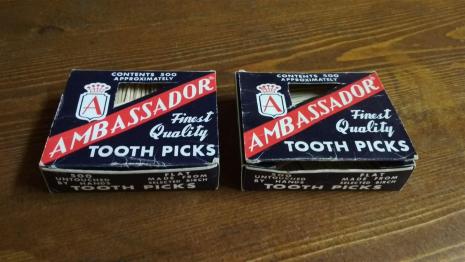 CONTENTS 500
APPROXIMATELY
A
AMBASSADOR
Finest
Quality
TOOTH PICKS
500 FLAT
UNTOUCHED MADE FROM
BY HANDS SELECTED BIRCH
TOOTH PICKS
CONTENTS 500
APPROXIMATELY
A
AMBASSADOR
Finest
Quality
TOOTH PICKS
500 FLAT
UNTOUCHED MADE FROM
BY HANDS SELECTED BIRCH
TOOTH PICKS